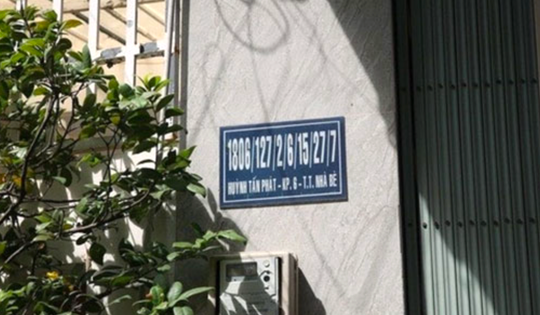 1806/127/2/6/15/27/7
HUỲNH TẤN PHÁT - KP. 6 - T.T. NHÀ BÈ